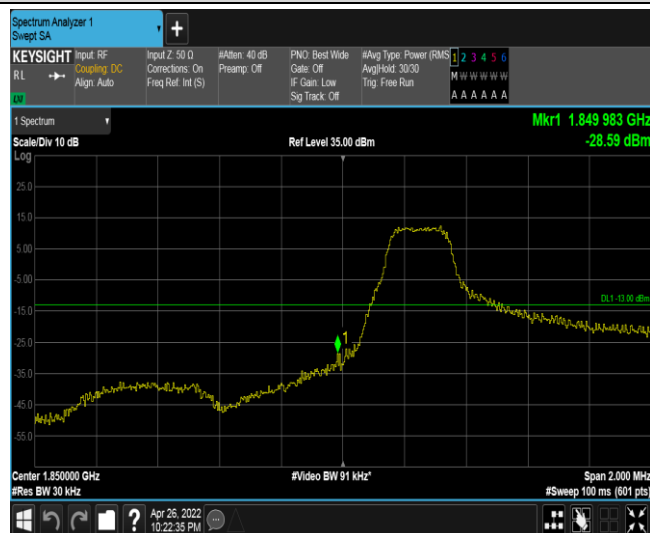 Spectrum Analyzer 1
Swept SA
+
KEYSIGHT
RL
Input: RF
Coupling: DC
Align: Auto
Input Z: 50 Ω
Corrections: On
Freq Ref: Int (S)
#Atten: 40 dB
Preamp: Off
PNO: Best Wide
Gate: Off
IF Gain: Low
Sig Track: Off
#Avg Type: Power (RMS
Avg|Hold: 30/30
Trig: Free Run
1 2 3 4 5 6
M W W W W W
A A A A A A
1 Spectrum
Mkr1 1.849 983 GHz
Scale/Div 10 dB
Ref Level 35.00 dBm
-28.59 dBm
Log
25.0
15.0
5.00
-5.00
DL1 -13.00 dBm
-15.0
-25.0
1
-35.0
-45.0
-55.0
Center 1.850000 GHz
#Video BW 91 kHz*
Span 2.000 MHz
#Res BW 30 kHz
#Sweep 100 ms (601 pts)
?
Apr 26, 2022
10:22:35 PM